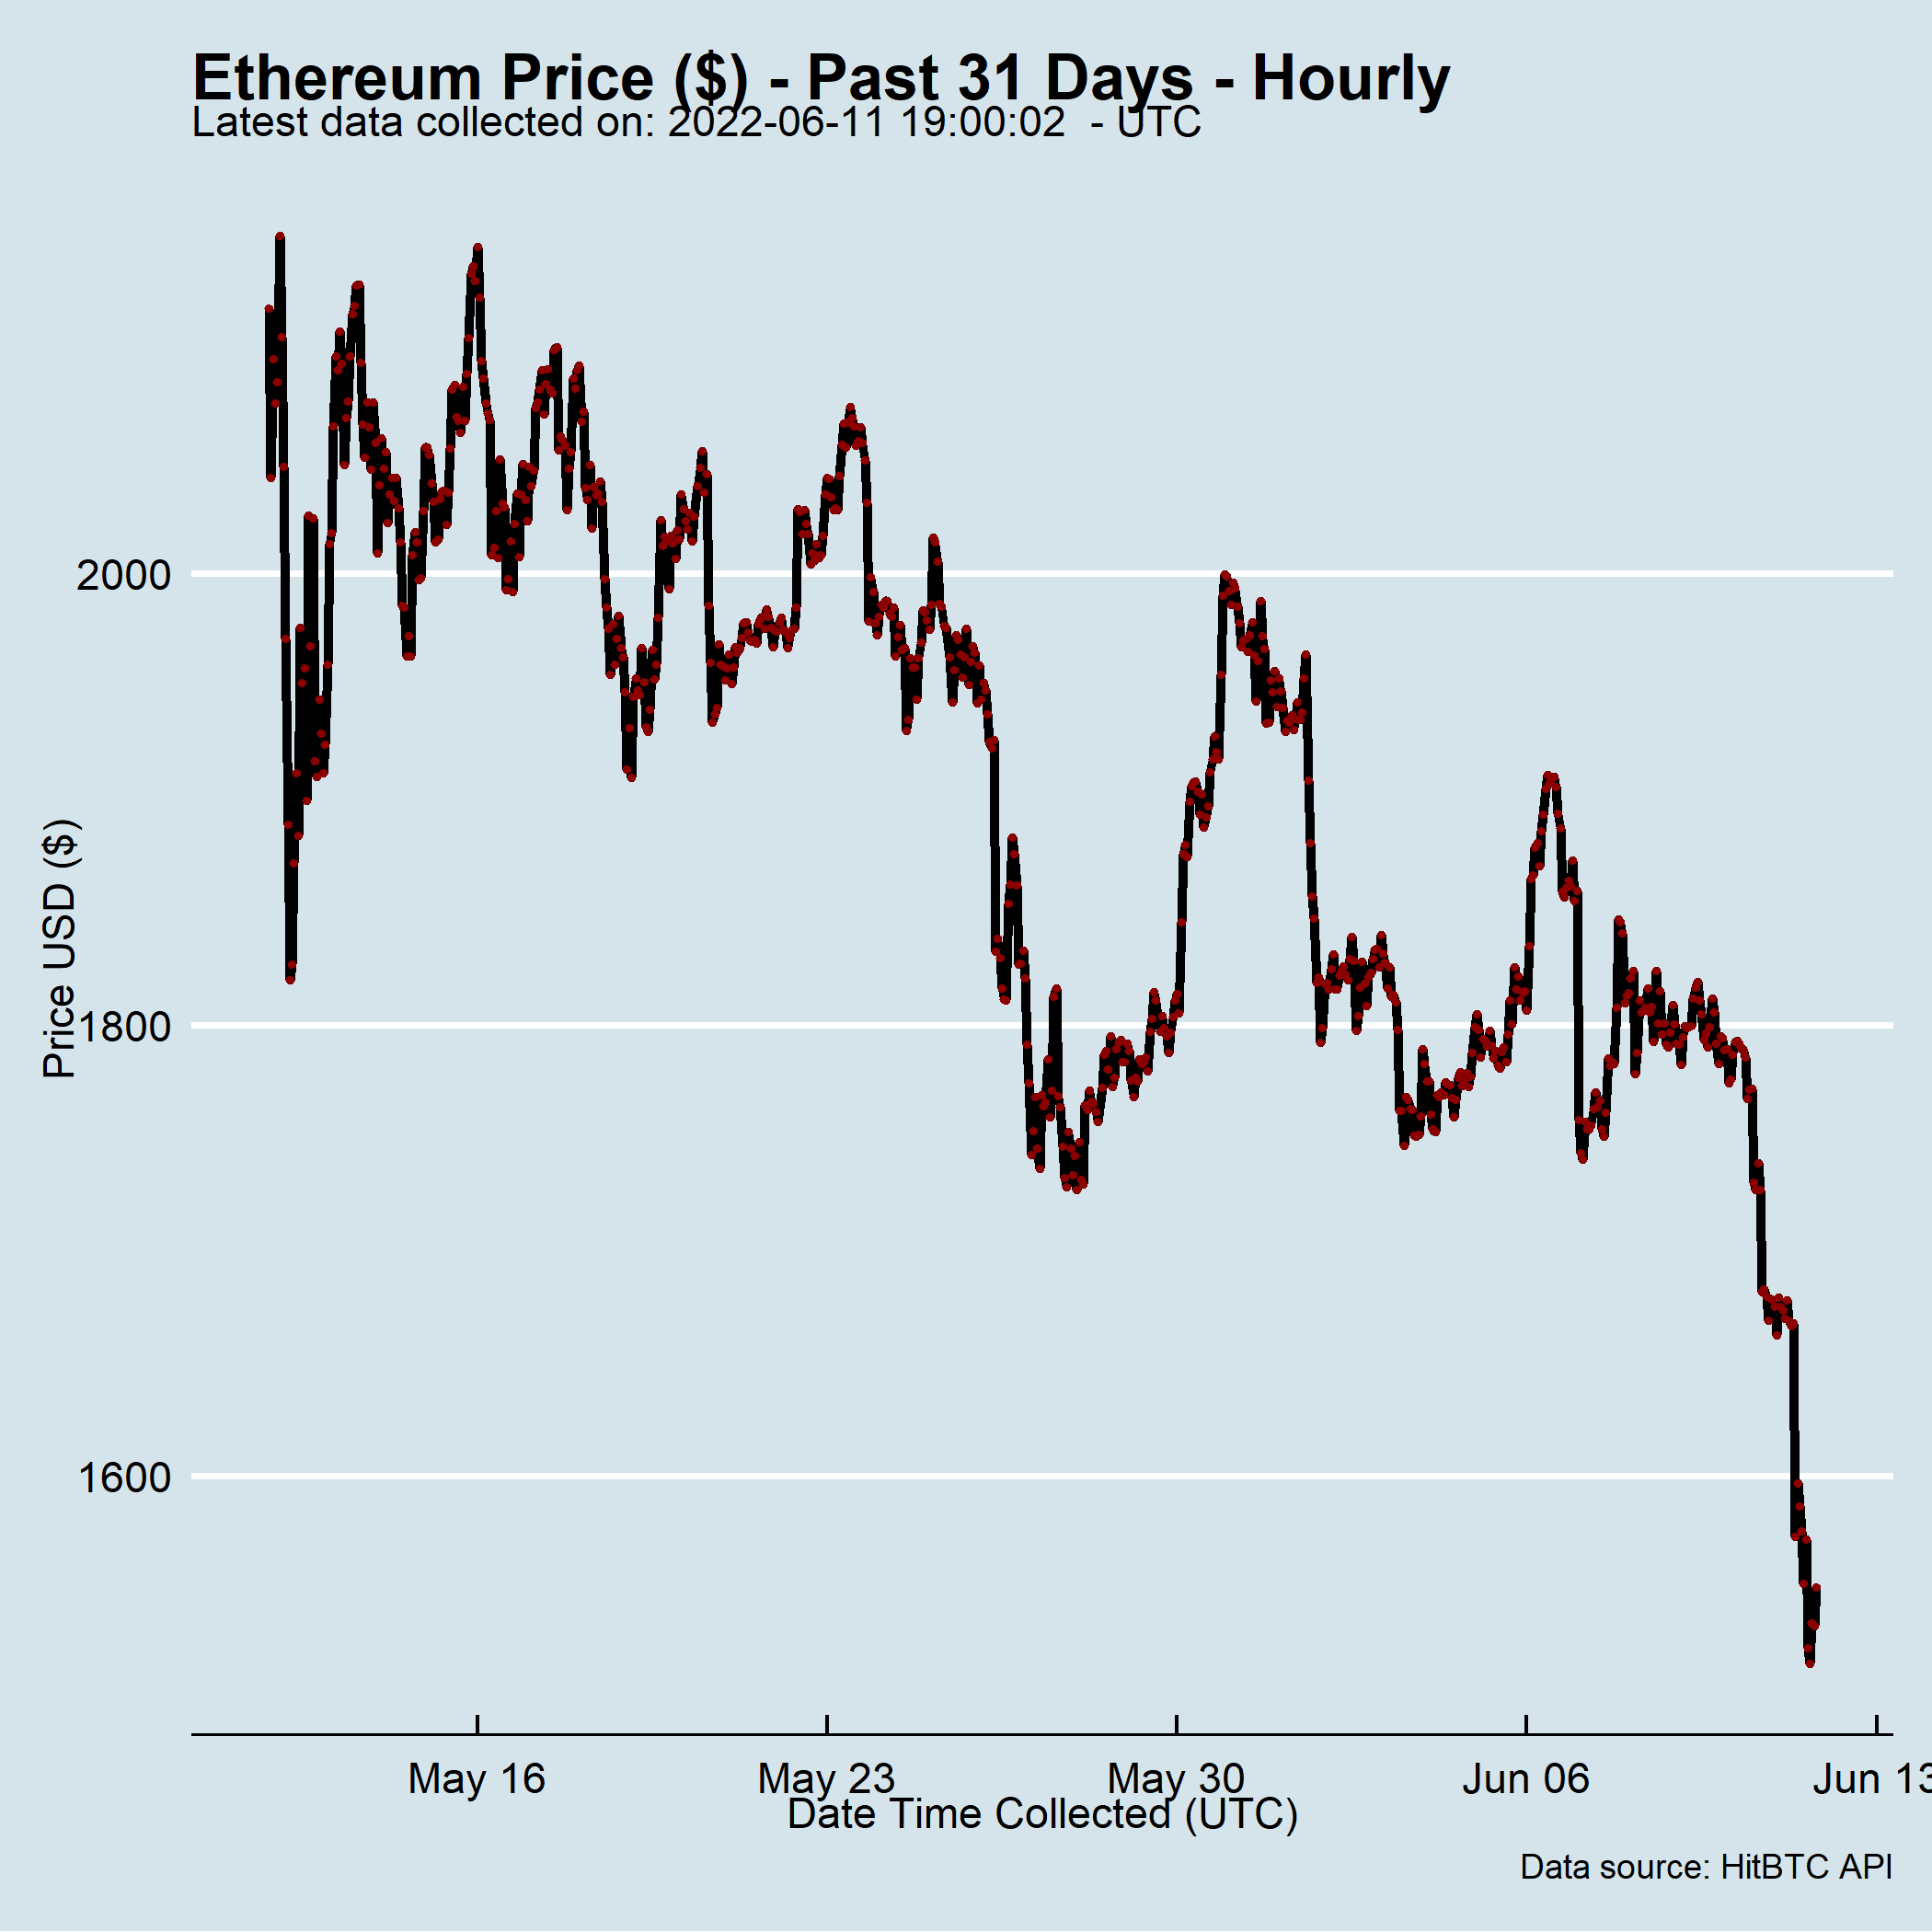 Ethereum Price ($) - Past 31 Days - Hourly
Latest data collected on: 2022-06-11 19:00:02  - UTC
Price USD ($)
2000
1800
1600
May 16
May 23
May 30
Jun 06
Jun 13
Date Time Collected (UTC)
Data source: HitBTC API